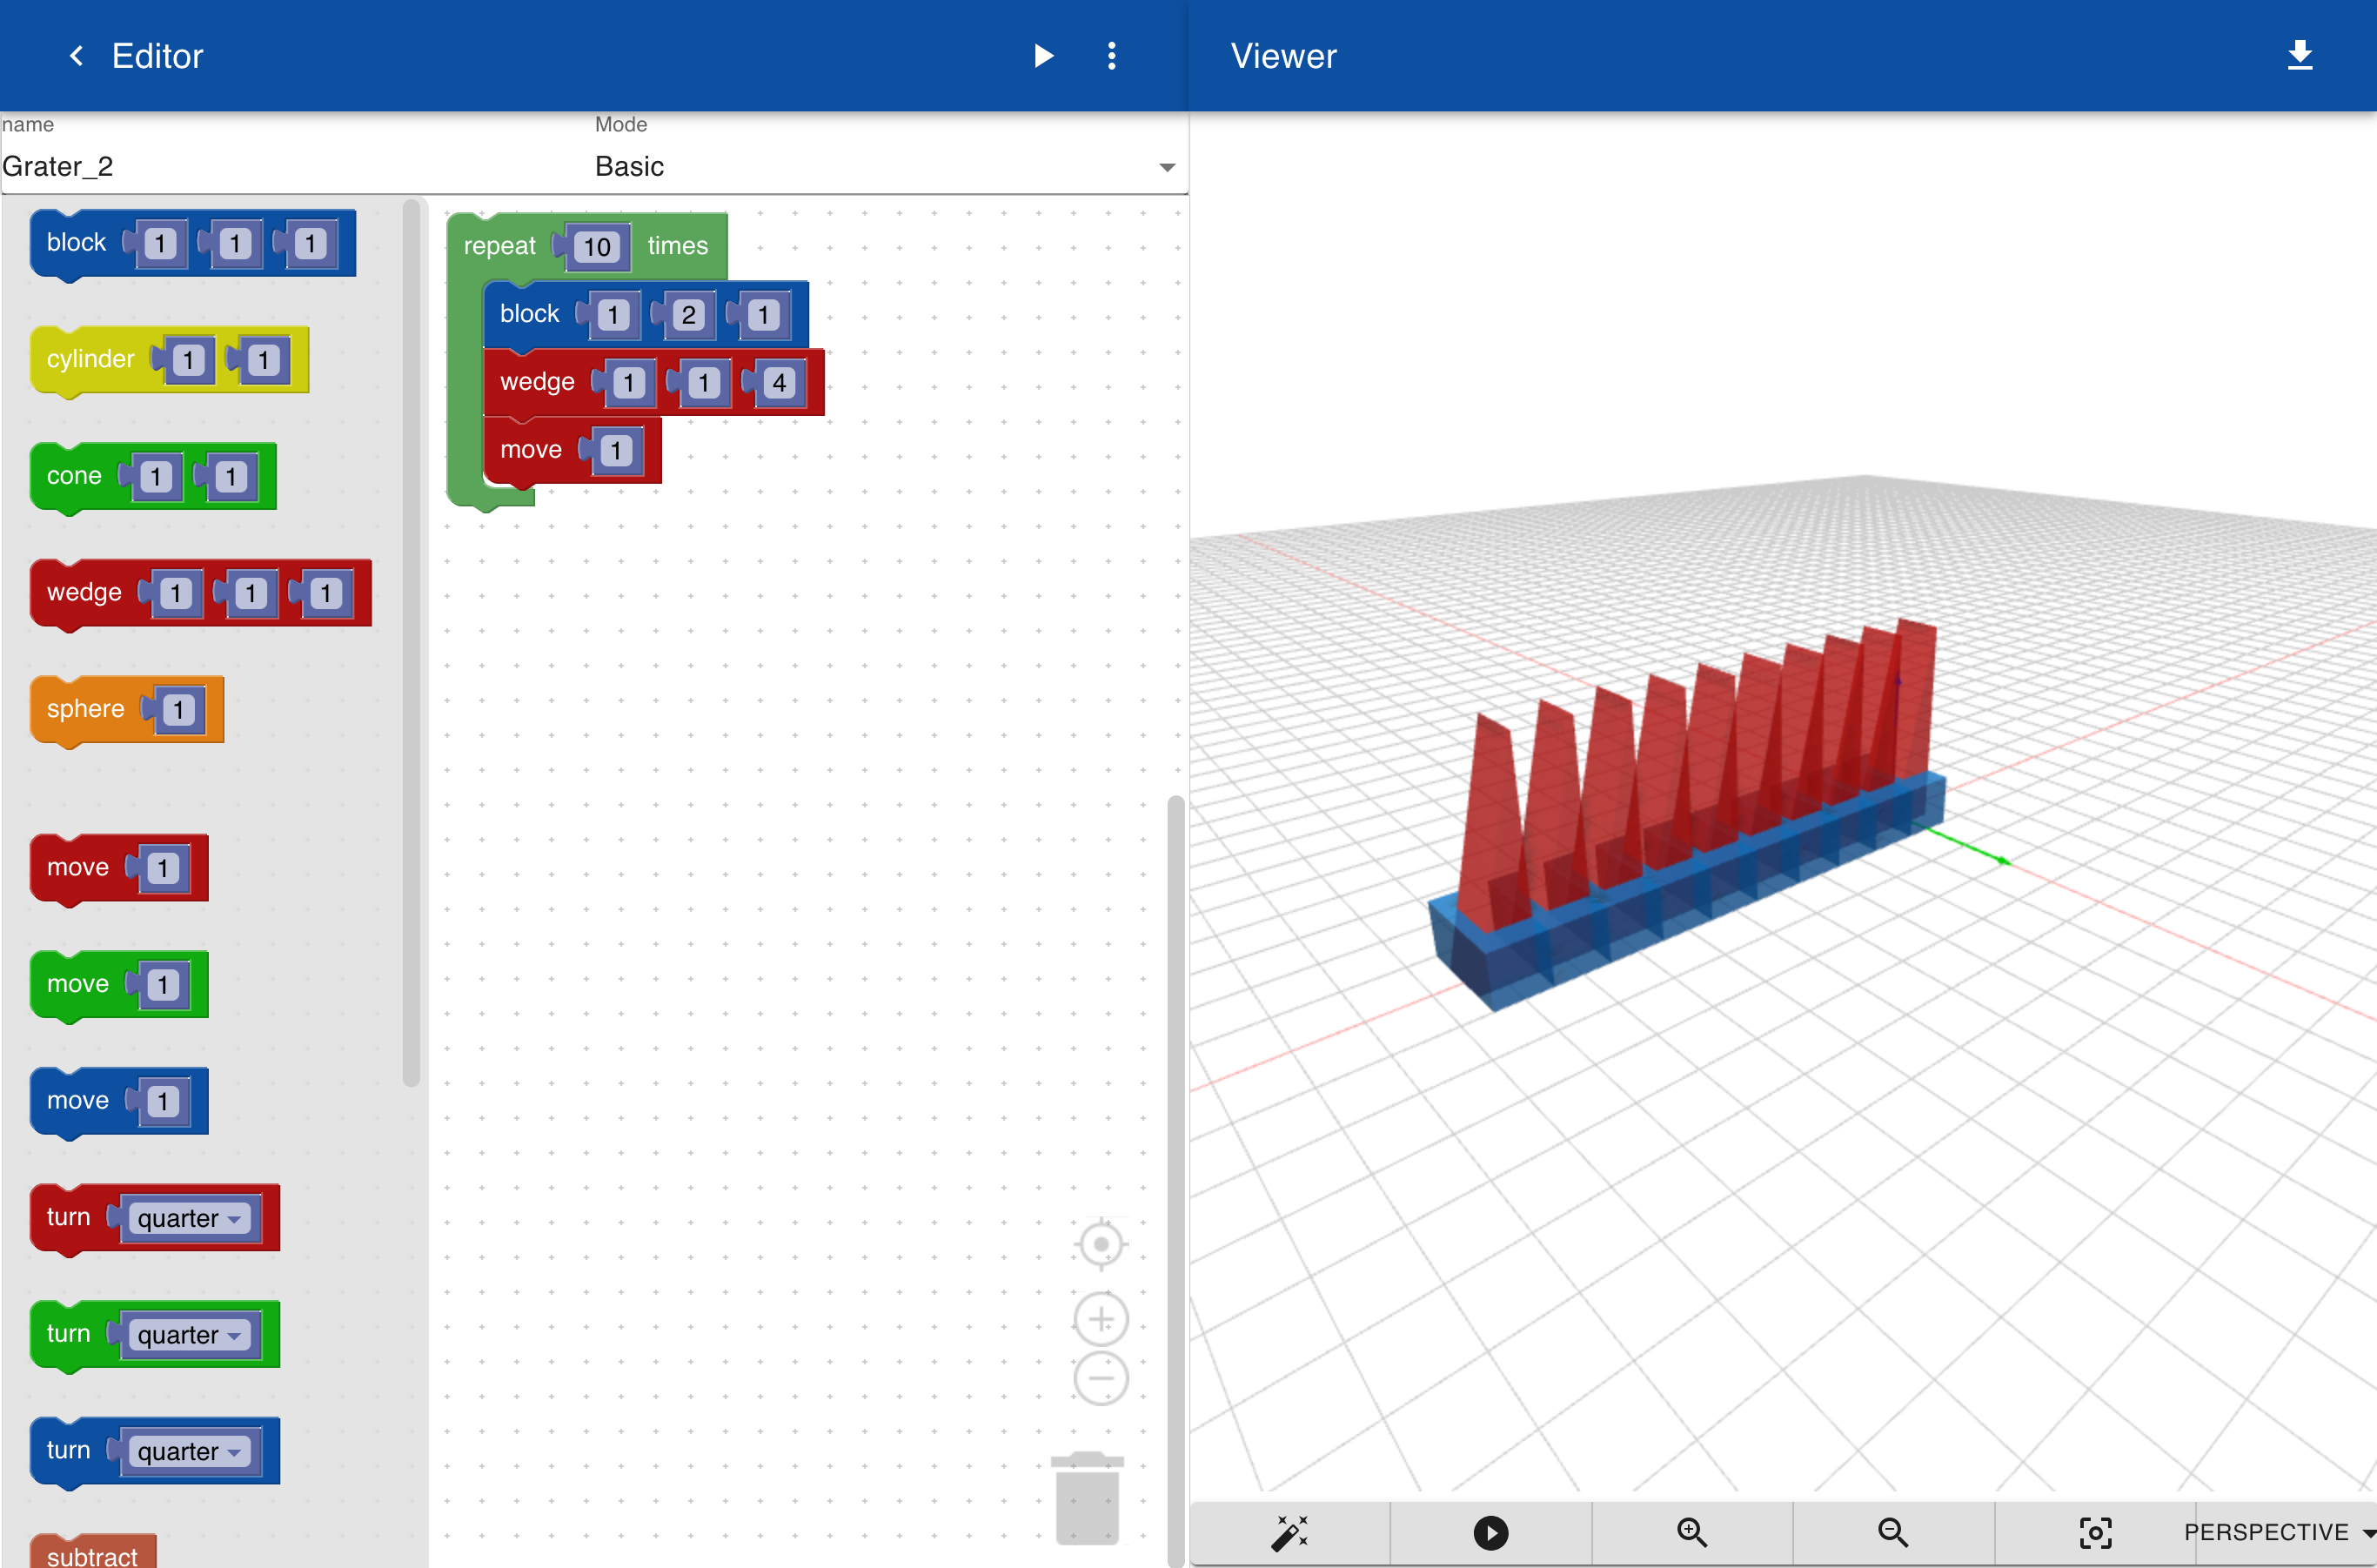 Editor
Viewer
name
Mode
Grater_2
Basic
block 1 1 1
cylinder 1 1
cone 1 1
wedge 1 1 1
sphere 1
move 1
move 1
move 1
turn quarter
turn quarter
turn quarter
subtract
repeat 10 times
block 1 2 1
wedge 1 1 4
move 1
PERSPECTIVE